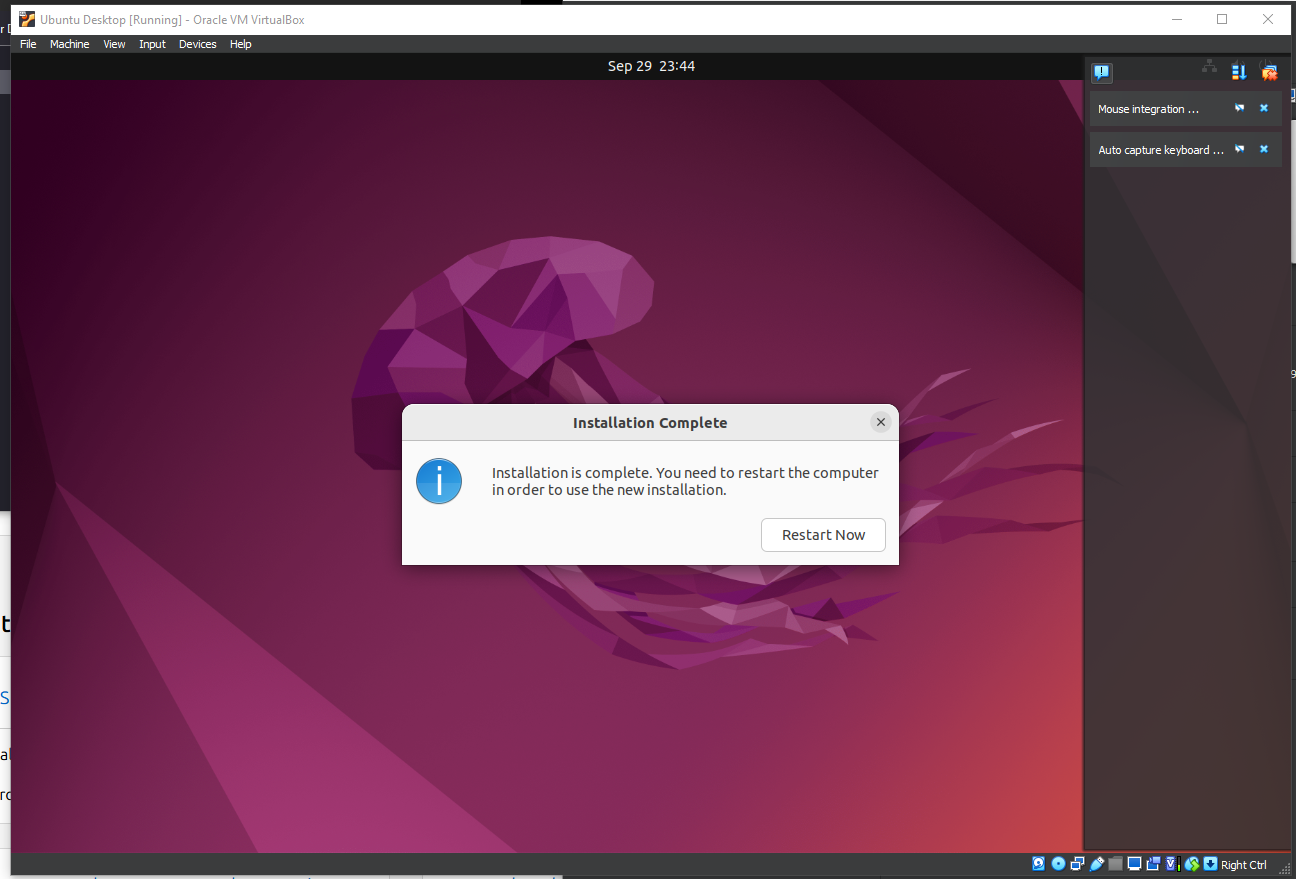 Ubuntu Desktop [Running] - Oracle VM VirtualBox
File Machine View Input Devices Help
Sep 29 23:44
Mouse integration ...
Auto capture keyboard ...
Installation Complete
Installation is complete. You need to restart the computer
in order to use the new installation.
Restart Now
Right Ctrl